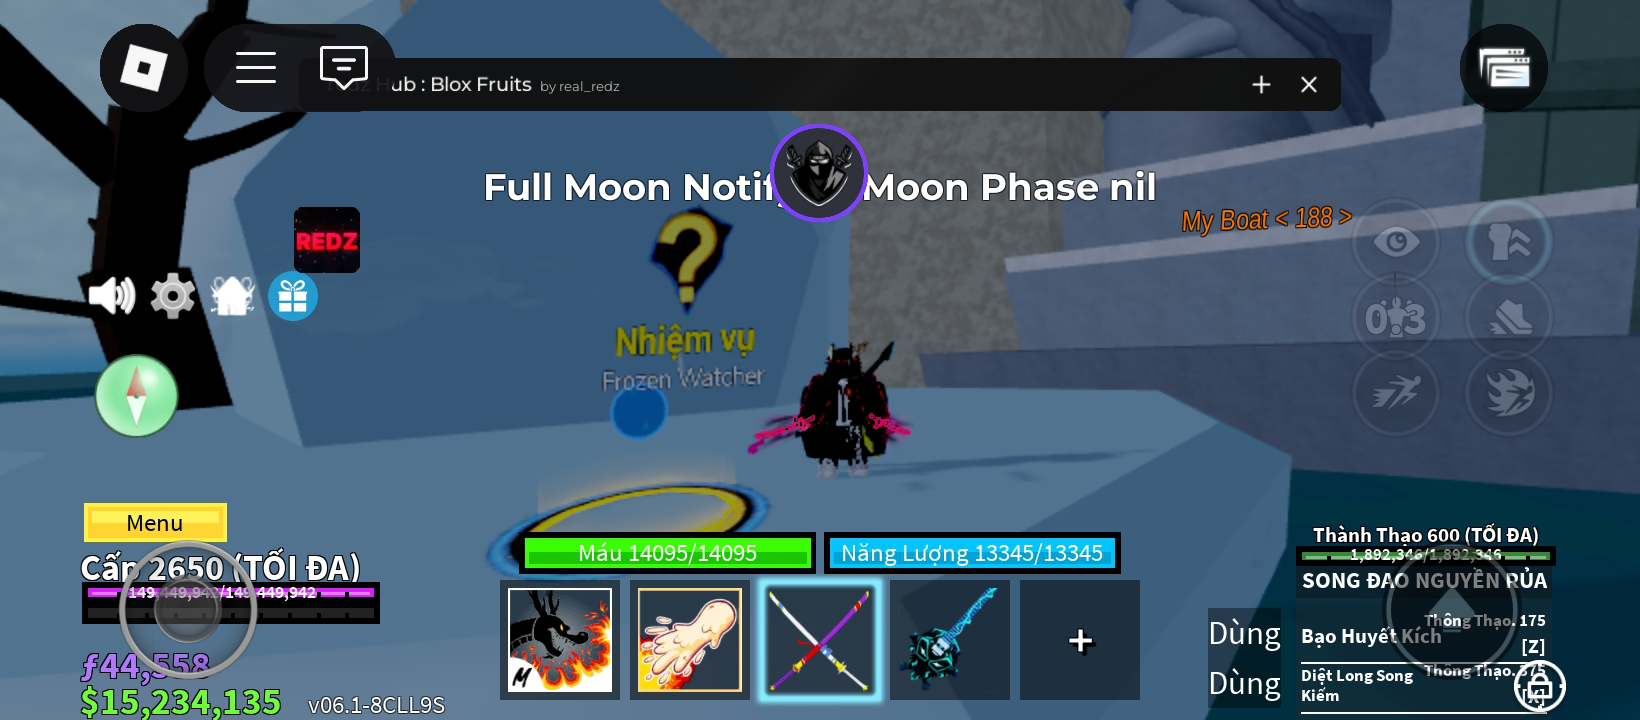 Hub : Blox Fruits by real_redz
Full Moon Notif Moon Phase nil
My Boat < 188 >
REDZ
Nhiệm vụ
Frozen Watcher
0.3
Menu
Cấp 2650 (TỐI ĐA)
149,449,942/149,449,942
ƒ44,558
$15,234,135
v06.1-8CLL9S
Máu 14095/14095
Năng Lượng 13345/13345
M
+
Dùng
Dùng
Thành Thạo 600 (TỐI ĐA)
1,892,346/1,892,346
SONG ĐAO NGUYỀN RỦA
Thông Thạo. 175
Bạo Huyết Kích
[Z]
Thông Thạo. 375
Diệt Long Song
Kiếm
[X]